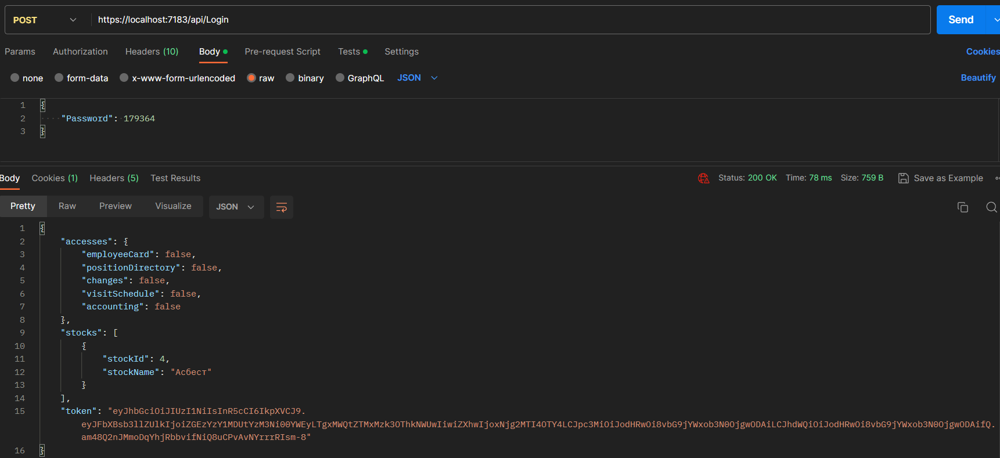 POST https://localhost:7183/api/Login Send
Params Authorization Headers (10) Body Pre-request Script Tests Settings Cookies
none form-data x-www-form-urlencoded raw binary GraphQL JSON Beautify
1 {
2 "Password": 179364
3 }
Body Cookies (1) Headers (5) Test Results Status: 200 OK Time: 78 ms Size: 759 B Save as Example
Pretty Raw Preview Visualize JSON
1 {
2 "accesses": {
3 "employeeCard": false,
4 "positionDirectory": false,
5 "changes": false,
6 "visitSchedule": false,
7 "accounting": false
8 },
9 "stocks": [
10 {
11 "stockId": 4,
12 "stockName": "Асбест"
13 }
14 ],
15 "token": "eyJhbGciOiJIUzI1NiIsInR5cCI6IkpXVCJ9.
eyJFbXBsb3llZUlkIjoiZGEzYzY1MDUtYzM3Ni00YWEyLTgxMWQtZTMxMzk3OThkNWUwIiwiZXhwIjoxNjg2MTI4OTY4LCJpc3MiOiJodHRwOi8vbG9jYWxob3N0OjgwODAiLCJhdWQiOiJodHRwOi8vbG9jYWxob3N0OjgwODAifQ.
am48Q2nJMmoDqYhjRbbvifNiQ8uCPvAvNYrrrRIsm-8"
16 }